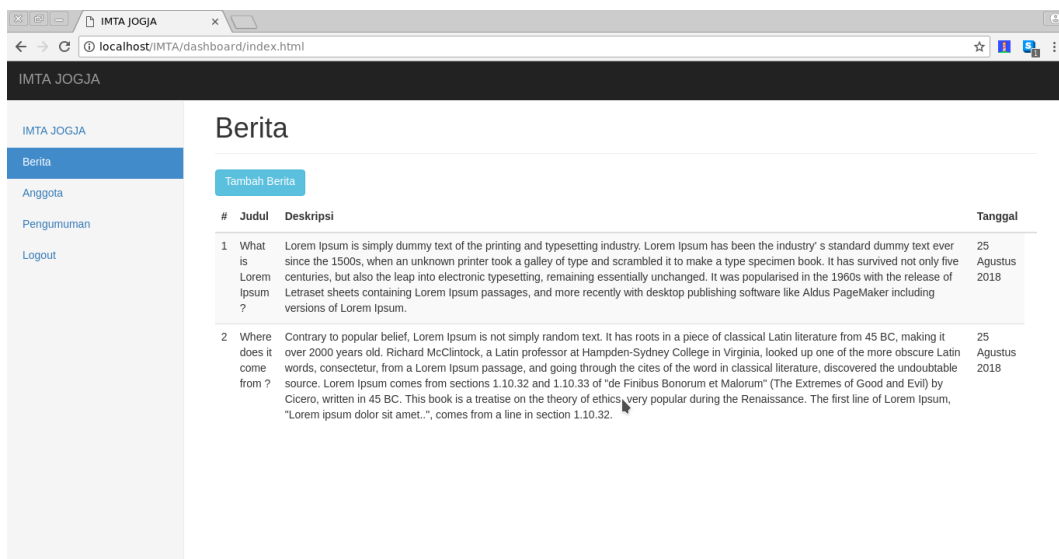 IMTA JOGJA
localhost/IMTA/dashboard/index.html
IMTA JOGJA
IMTA JOGJA
Berita
Anggota
Pengumuman
Logout
Berita
Tambah Berita
# Judul Deskripsi Tanggal
1 What Lorem Ipsum is simply dummy text of the printing and typesetting industry. Lorem Ipsum has been the industry' s standard dummy text ever 25
is since the 1500s, when an unknown printer took a galley of type and scrambled it to make a type specimen book. It has survived not only five Agustus
Lorem centuries, but also the leap into electronic typesetting, remaining essentially unchanged. It was popularised in the 1960s with the release of 2018
Ipsum Letraset sheets containing Lorem Ipsum passages, and more recently with desktop publishing software like Aldus PageMaker including
? versions of Lorem Ipsum.
2 Where Contrary to popular belief, Lorem Ipsum is not simply random text. It has roots in a piece of classical Latin literature from 45 BC, making it 25
does it over 2000 years old. Richard McClintock, a Latin professor at Hampden-Sydney College in Virginia, looked up one of the more obscure Latin Agustus
come words, consectetur, from a Lorem Ipsum passage, and going through the cites of the word in classical literature, discovered the undoubtable 2018
from ? source. Lorem Ipsum comes from sections 1.10.32 and 1.10.33 of "de Finibus Bonorum et Malorum" (The Extremes of Good and Evil) by
Cicero, written in 45 BC. This book is a treatise on the theory of ethics, very popular during the Renaissance. The first line of Lorem Ipsum,
"Lorem ipsum dolor sit amet..", comes from a line in section 1.10.32.